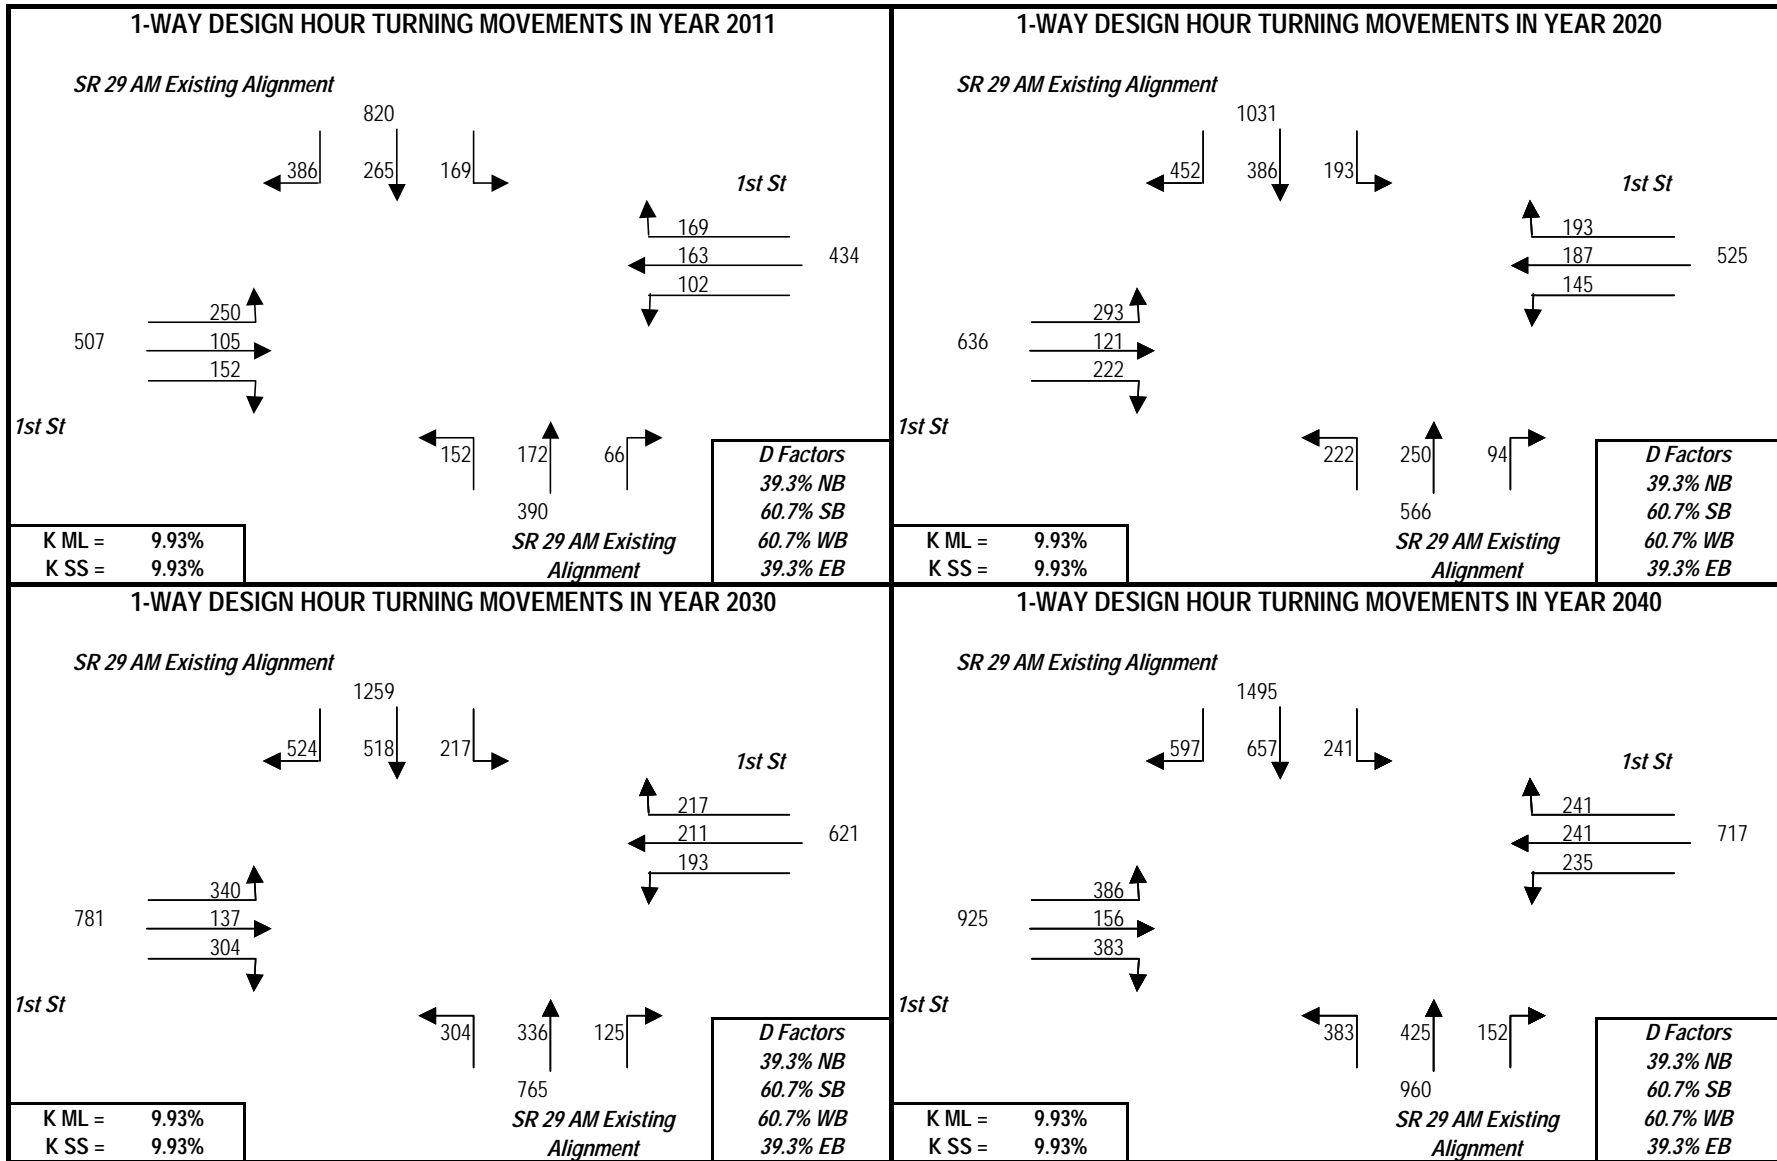 1-WAY DESIGN HOUR TURNING MOVEMENTS IN YEAR 2011
SR 29 AM Existing Alignment
820
386 265 169
1st St
169
163 434
102
250
507 105
152
1st St
152 172 66
390
SR 29 AM Existing
Alignment
D Factors
39.3% NB
60.7% SB
60.7% WB
39.3% EB
K ML = 9.93%
K SS = 9.93%
1-WAY DESIGN HOUR TURNING MOVEMENTS IN YEAR 2020
SR 29 AM Existing Alignment
1031
452 386 193
1st St
193
187 525
145
293
636 121
222
1st St
222 250 94
566
SR 29 AM Existing
Alignment
D Factors
39.3% NB
60.7% SB
60.7% WB
39.3% EB
K ML = 9.93%
K SS = 9.93%
1-WAY DESIGN HOUR TURNING MOVEMENTS IN YEAR 2030
SR 29 AM Existing Alignment
1259
524 518 217
1st St
217
211 621
193
340
781 137
304
1st St
304 336 125
765
SR 29 AM Existing
Alignment
D Factors
39.3% NB
60.7% SB
60.7% WB
39.3% EB
K ML = 9.93%
K SS = 9.93%
1-WAY DESIGN HOUR TURNING MOVEMENTS IN YEAR 2040
SR 29 AM Existing Alignment
1495
597 657 241
1st St
241
241 717
235
386
925 156
383
1st St
383 425 152
960
SR 29 AM Existing
Alignment
D Factors
39.3% NB
60.7% SB
60.7% WB
39.3% EB
K ML = 9.93%
K SS = 9.93%